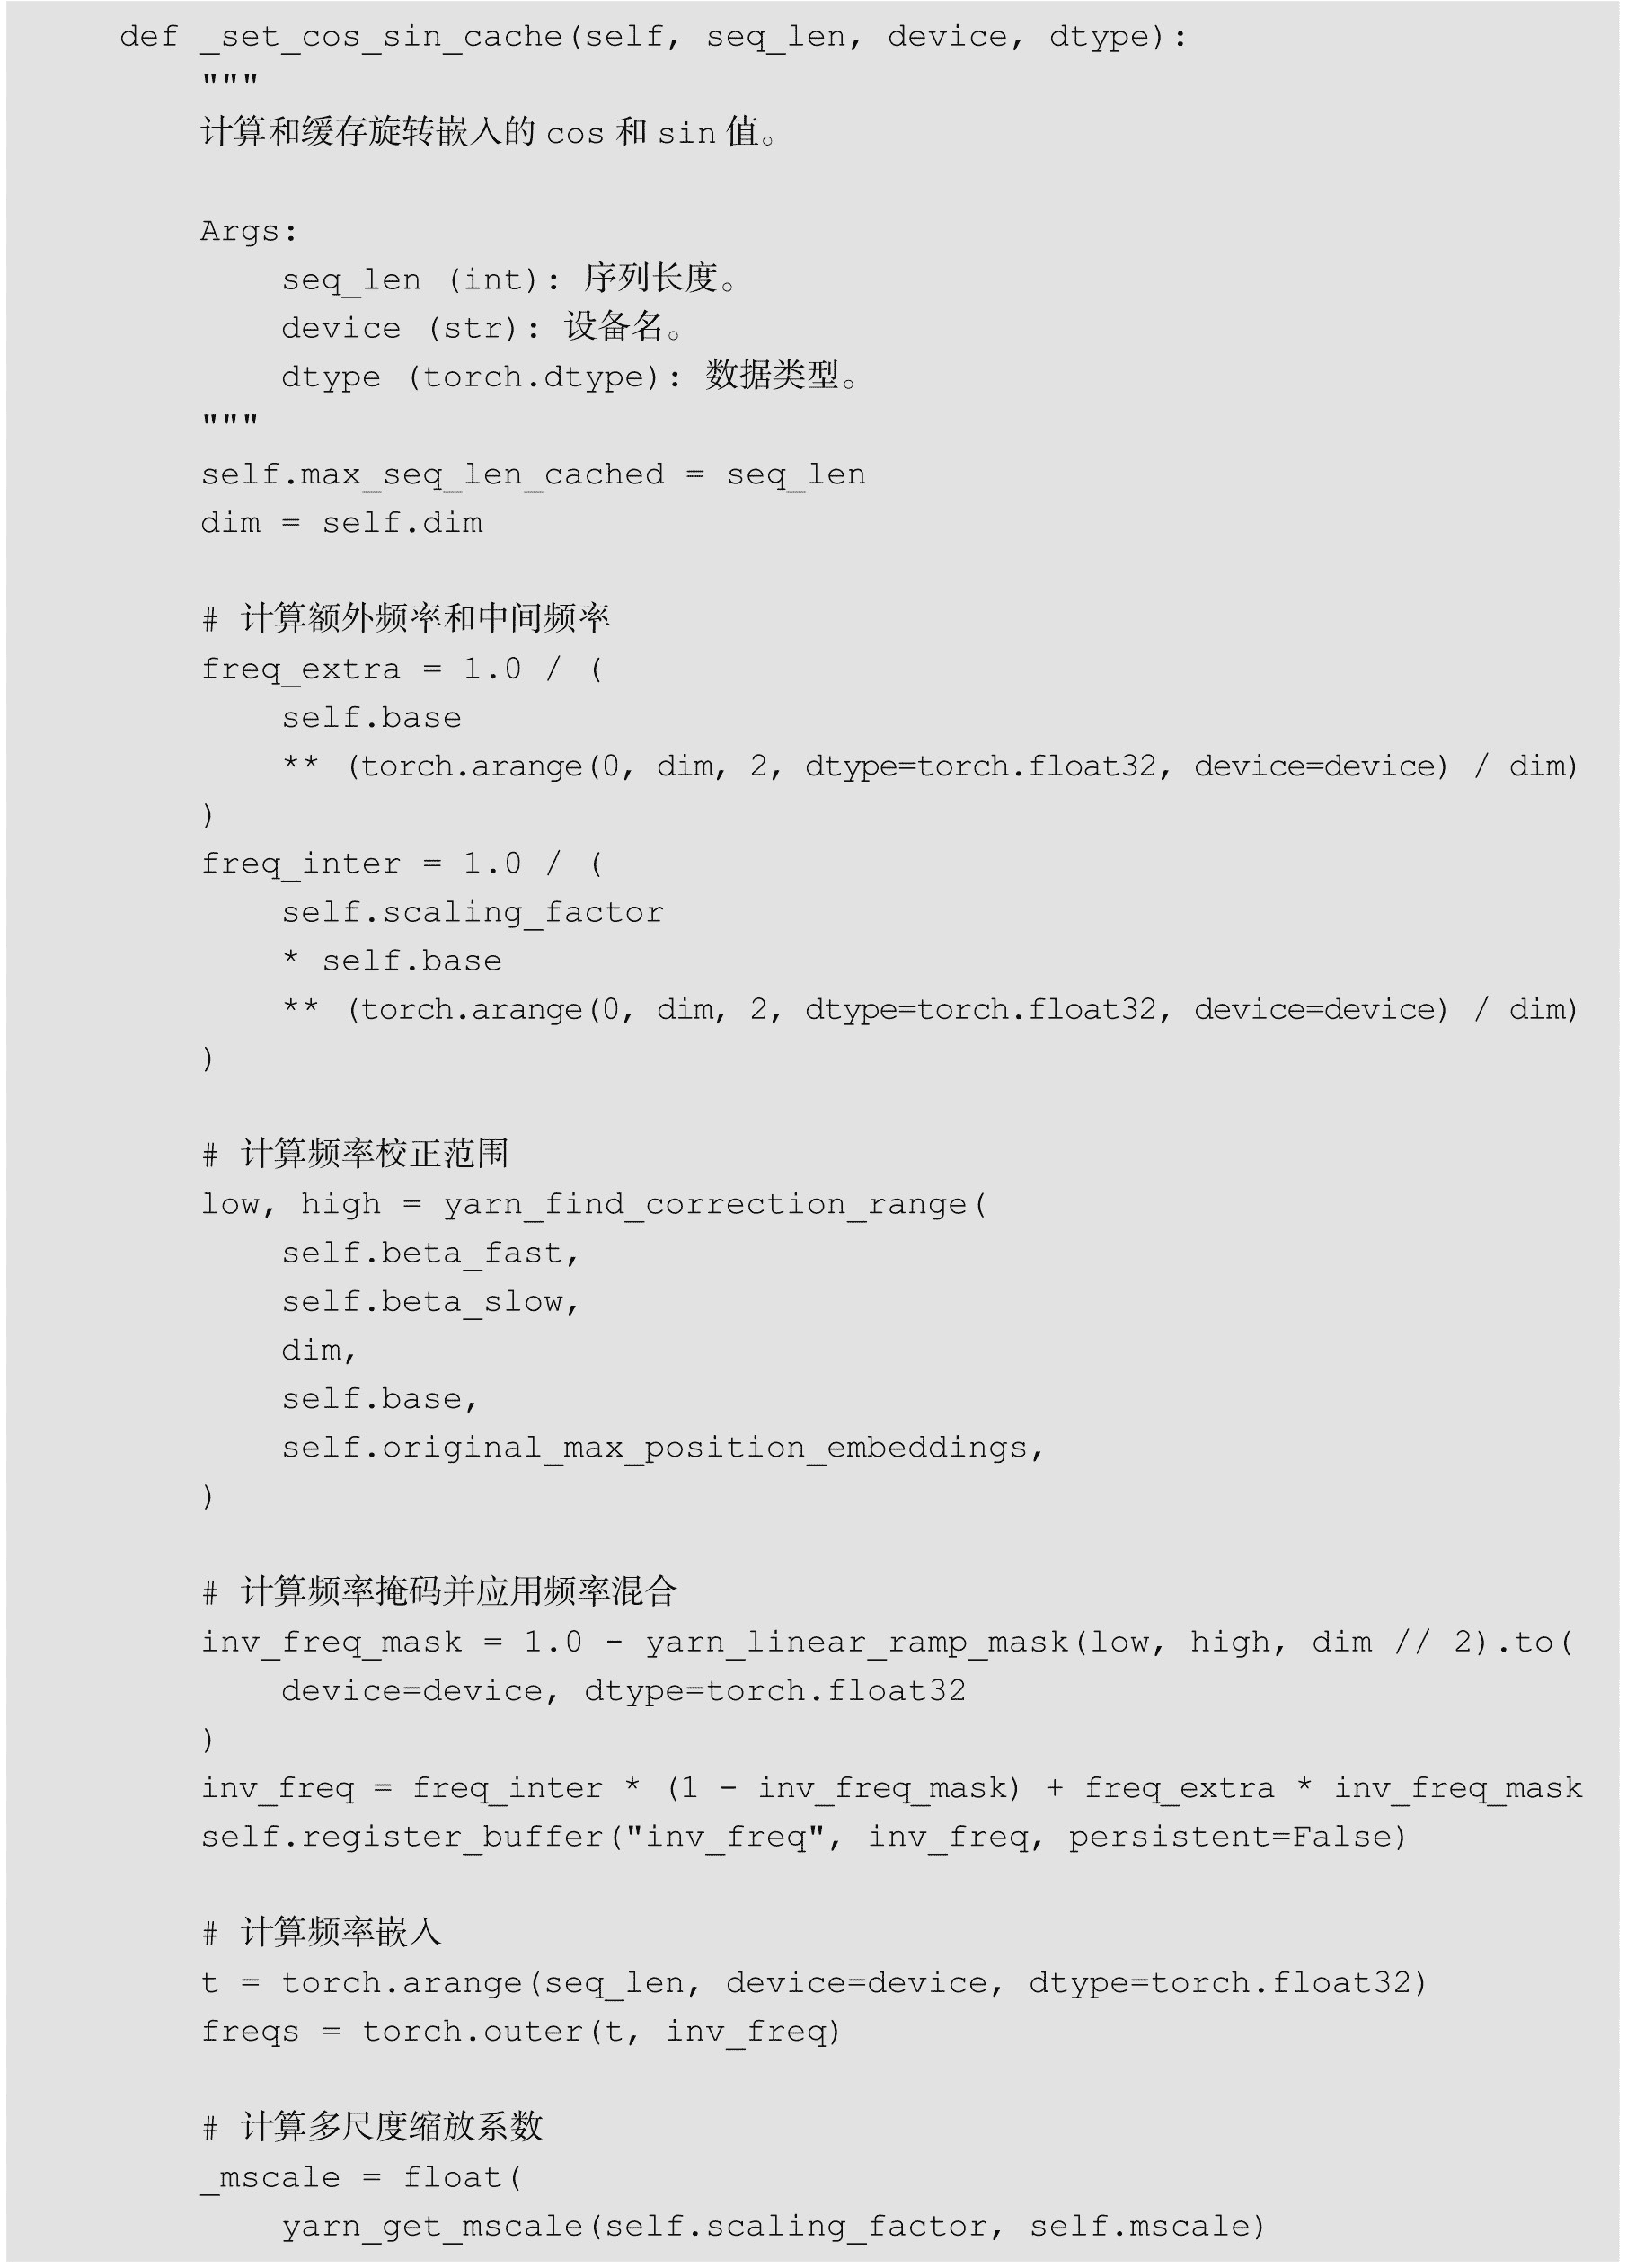 def _set_cos_sin_cache(self, seq_len, device, dtype):
    """
    计算和缓存旋转嵌入的 cos 和 sin 值。

    Args:
        seq_len (int): 序列长度。
        device (str): 设备名。
        dtype (torch.dtype): 数据类型。
    """
    self.max_seq_len_cached = seq_len
    dim = self.dim

    # 计算额外频率和中间频率
    freq_extra = 1.0 / (
        self.base
        ** (torch.arange(0, dim, 2, dtype=torch.float32, device=device) / dim)
    )
    freq_inter = 1.0 / (
        self.scaling_factor
        * self.base
        ** (torch.arange(0, dim, 2, dtype=torch.float32, device=device) / dim)
    )

    # 计算频率校正范围
    low, high = yarn_find_correction_range(
        self.beta_fast,
        self.beta_slow,
        dim,
        self.base,
        self.original_max_position_embeddings,
    )

    # 计算频率掩码并应用频率混合
    inv_freq_mask = 1.0 - yarn_linear_ramp_mask(low, high, dim // 2).to(
        device=device, dtype=torch.float32
    )
    inv_freq = freq_inter * (1 - inv_freq_mask) + freq_extra * inv_freq_mask
    self.register_buffer("inv_freq", inv_freq, persistent=False)

    # 计算频率嵌入
    t = torch.arange(seq_len, device=device, dtype=torch.float32)
    freqs = torch.outer(t, inv_freq)

    # 计算多尺度缩放系数
    _mscale = float(
        yarn_get_mscale(self.scaling_factor, self.mscale)